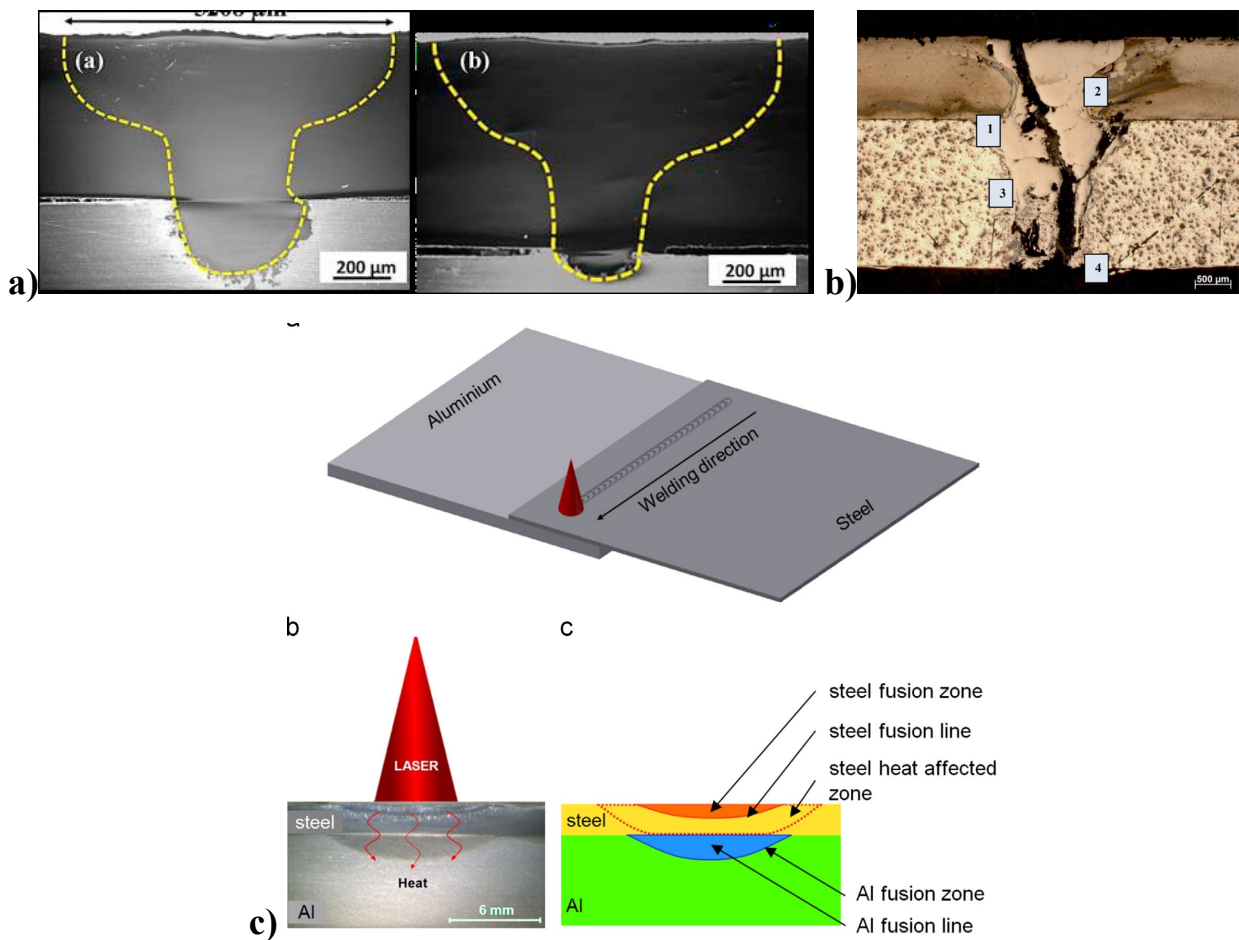 (a)
200 µm
(b)
200 µm
a)
1
2
3
4
500 µm
b)
Aluminium
Welding direction
Steel
b
LASER
steel
Heat
Al
6 mm
c)
c
steel fusion zone
steel fusion line
steel heat affected
zone
steel
Al
Al fusion zone
Al fusion line